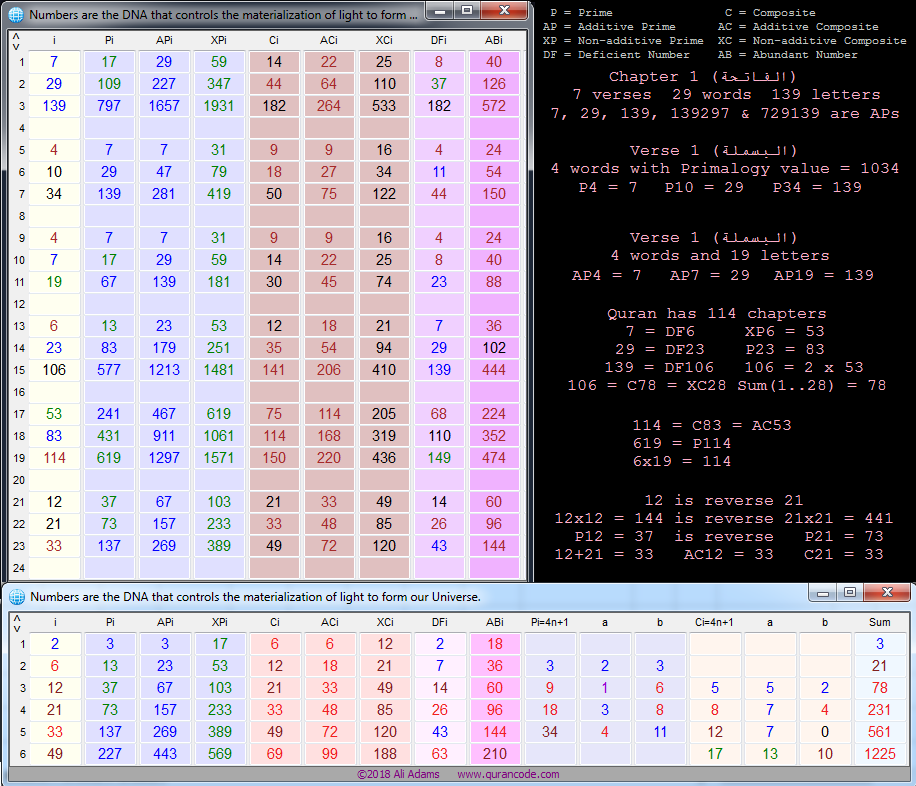 Numbers are the DNA that controls the materialization of light to form ...
i Pi APi XPi Ci ACi XCi DFi ABi
1 7 17 29 59 14 22 25 8 40
2 29 109 227 347 44 64 110 37 126
3 139 797 1657 1931 182 264 533 182 572
4
5 4 7 7 31 9 9 16 4 24
6 10 29 47 79 18 27 34 11 54
7 34 139 281 419 50 75 122 44 150
8
9 4 7 7 31 9 9 16 4 24
10 7 17 29 59 14 22 25 8 40
11 19 67 139 181 30 45 74 23 88
12
13 6 13 23 53 12 18 21 7 36
14 23 83 179 251 35 54 94 29 102
15 106 577 1213 1481 141 206 410 139 444
16
17 53 241 467 619 75 114 205 68 224
18 83 431 911 1061 114 168 319 110 352
19 114 619 1297 1571 150 220 436 149 474
20
21 12 37 67 103 21 33 49 14 60
22 21 73 157 233 33 48 85 26 96
23 33 137 269 389 49 72 120 43 144
24
P = Prime C = Composite
AP = Additive Prime AC = Additive Composite
XP = Non-additive Prime XC = Non-additive Composite
DF = Deficient Number AB = Abundant Number
Chapter 1 (الفاتحة)
7 verses 29 words 139 letters
7, 29, 139, 139297 & 729139 are APs
Verse 1 (البسملة)
4 words with Primalogy value = 1034
P4 = 7 P10 = 29 P34 = 139
Verse 1 (البسملة)
4 words and 19 letters
AP4 = 7 AP7 = 29 AP19 = 139
Quran has 114 chapters
7 = DF6 XP6 = 53
29 = DF23 P23 = 83
139 = DF106 106 = 2 x 53
106 = C78 = XC28 Sum(1..28) = 78
114 = C83 = AC53
619 = P114
6x19 = 114
12 is reverse 21
12x12 = 144 is reverse 21x21 = 441
P12 = 37 is reverse P21 = 73
12+21 = 33 AC12 = 33 C21 = 33
Numbers are the DNA that controls the materialization of light to form our Universe.
i Pi APi XPi Ci ACi XCi DFi ABi Pi=4n+1 a b Ci=4n+1 a b Sum
1 2 3 3 17 6 6 12 2 18 3
2 6 13 23 53 12 18 21 7 36 3 2 3 21
3 12 37 67 103 21 33 49 14 60 9 1 6 5 5 2 78
4 21 73 157 233 33 48 85 26 96 18 3 8 8 7 4 231
5 33 137 269 389 49 72 120 43 144 34 4 11 12 7 0 561
6 49 227 443 569 69 99 188 63 210 17 13 10 1225
©2018 Ali Adams www.qurancode.com